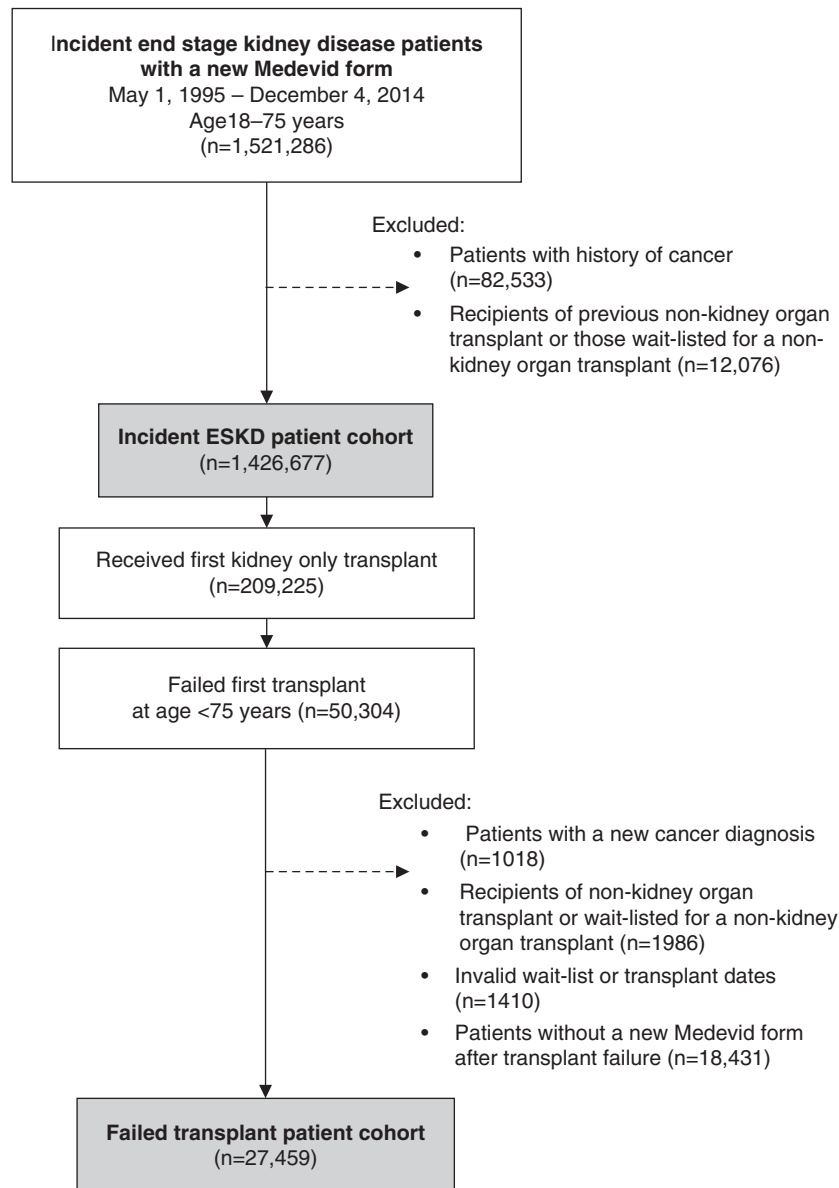 Incident end stage kidney disease patients
with a new Medevid form
May 1, 1995 – December 4, 2014
Age18–75 years
(n=1,521,286)
Excluded:
• Patients with history of cancer
(n=82,533)
• Recipients of previous non-kidney organ
transplant or those wait-listed for a non-
kidney organ transplant (n=12,076)
Incident ESKD patient cohort
(n=1,426,677)
Received first kidney only transplant
(n=209,225)
Failed first transplant
at age <75 years (n=50,304)
Excluded:
• Patients with a new cancer diagnosis
(n=1018)
• Recipients of non-kidney organ
transplant or wait-listed for a non-kidney
organ transplant (n=1986)
• Invalid wait-list or transplant dates
(n=1410)
• Patients without a new Medevid form
after transplant failure (n=18,431)
Failed transplant patient cohort
(n=27,459)